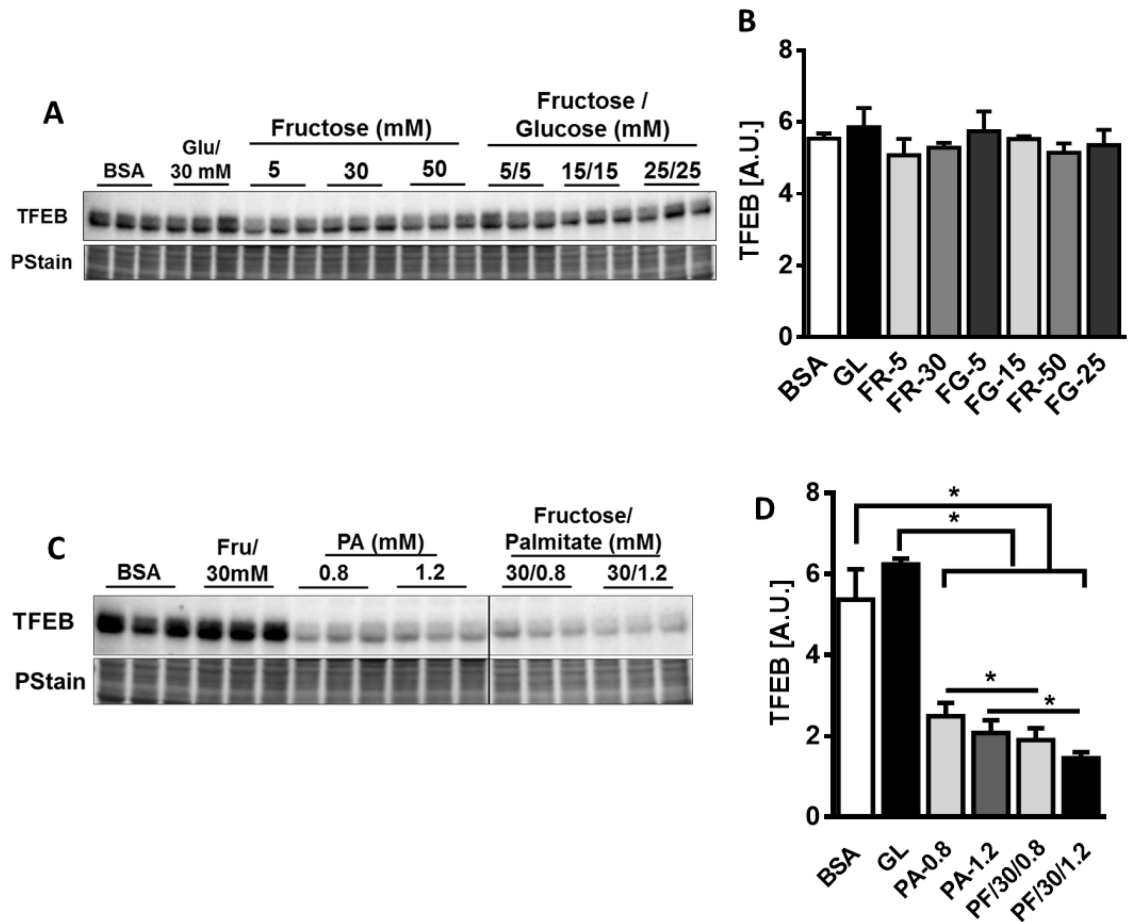 A
Fructose (mM)
Fructose /
Glucose (mM)
BSA
Glu/
30 mM
5
30
50
5/5
15/15
25/25
TFEB
PStain
B
TFEB [A.U.]
8
6
4
2
0
BSA
GL
FR-5
FR-30
FG-5
FG-15
FR-50
FG-25
C
BSA
Fru/
30mM
PA (mM)
0.8
1.2
Fructose/
Palmitate (mM)
30/0.8
30/1.2
TFEB
PStain
D
TFEB [A.U.]
8
6
4
2
0
*
*
*
*
BSA
GL
PA-0.8
PA-1.2
PF/30/0.8
PF/30/1.2